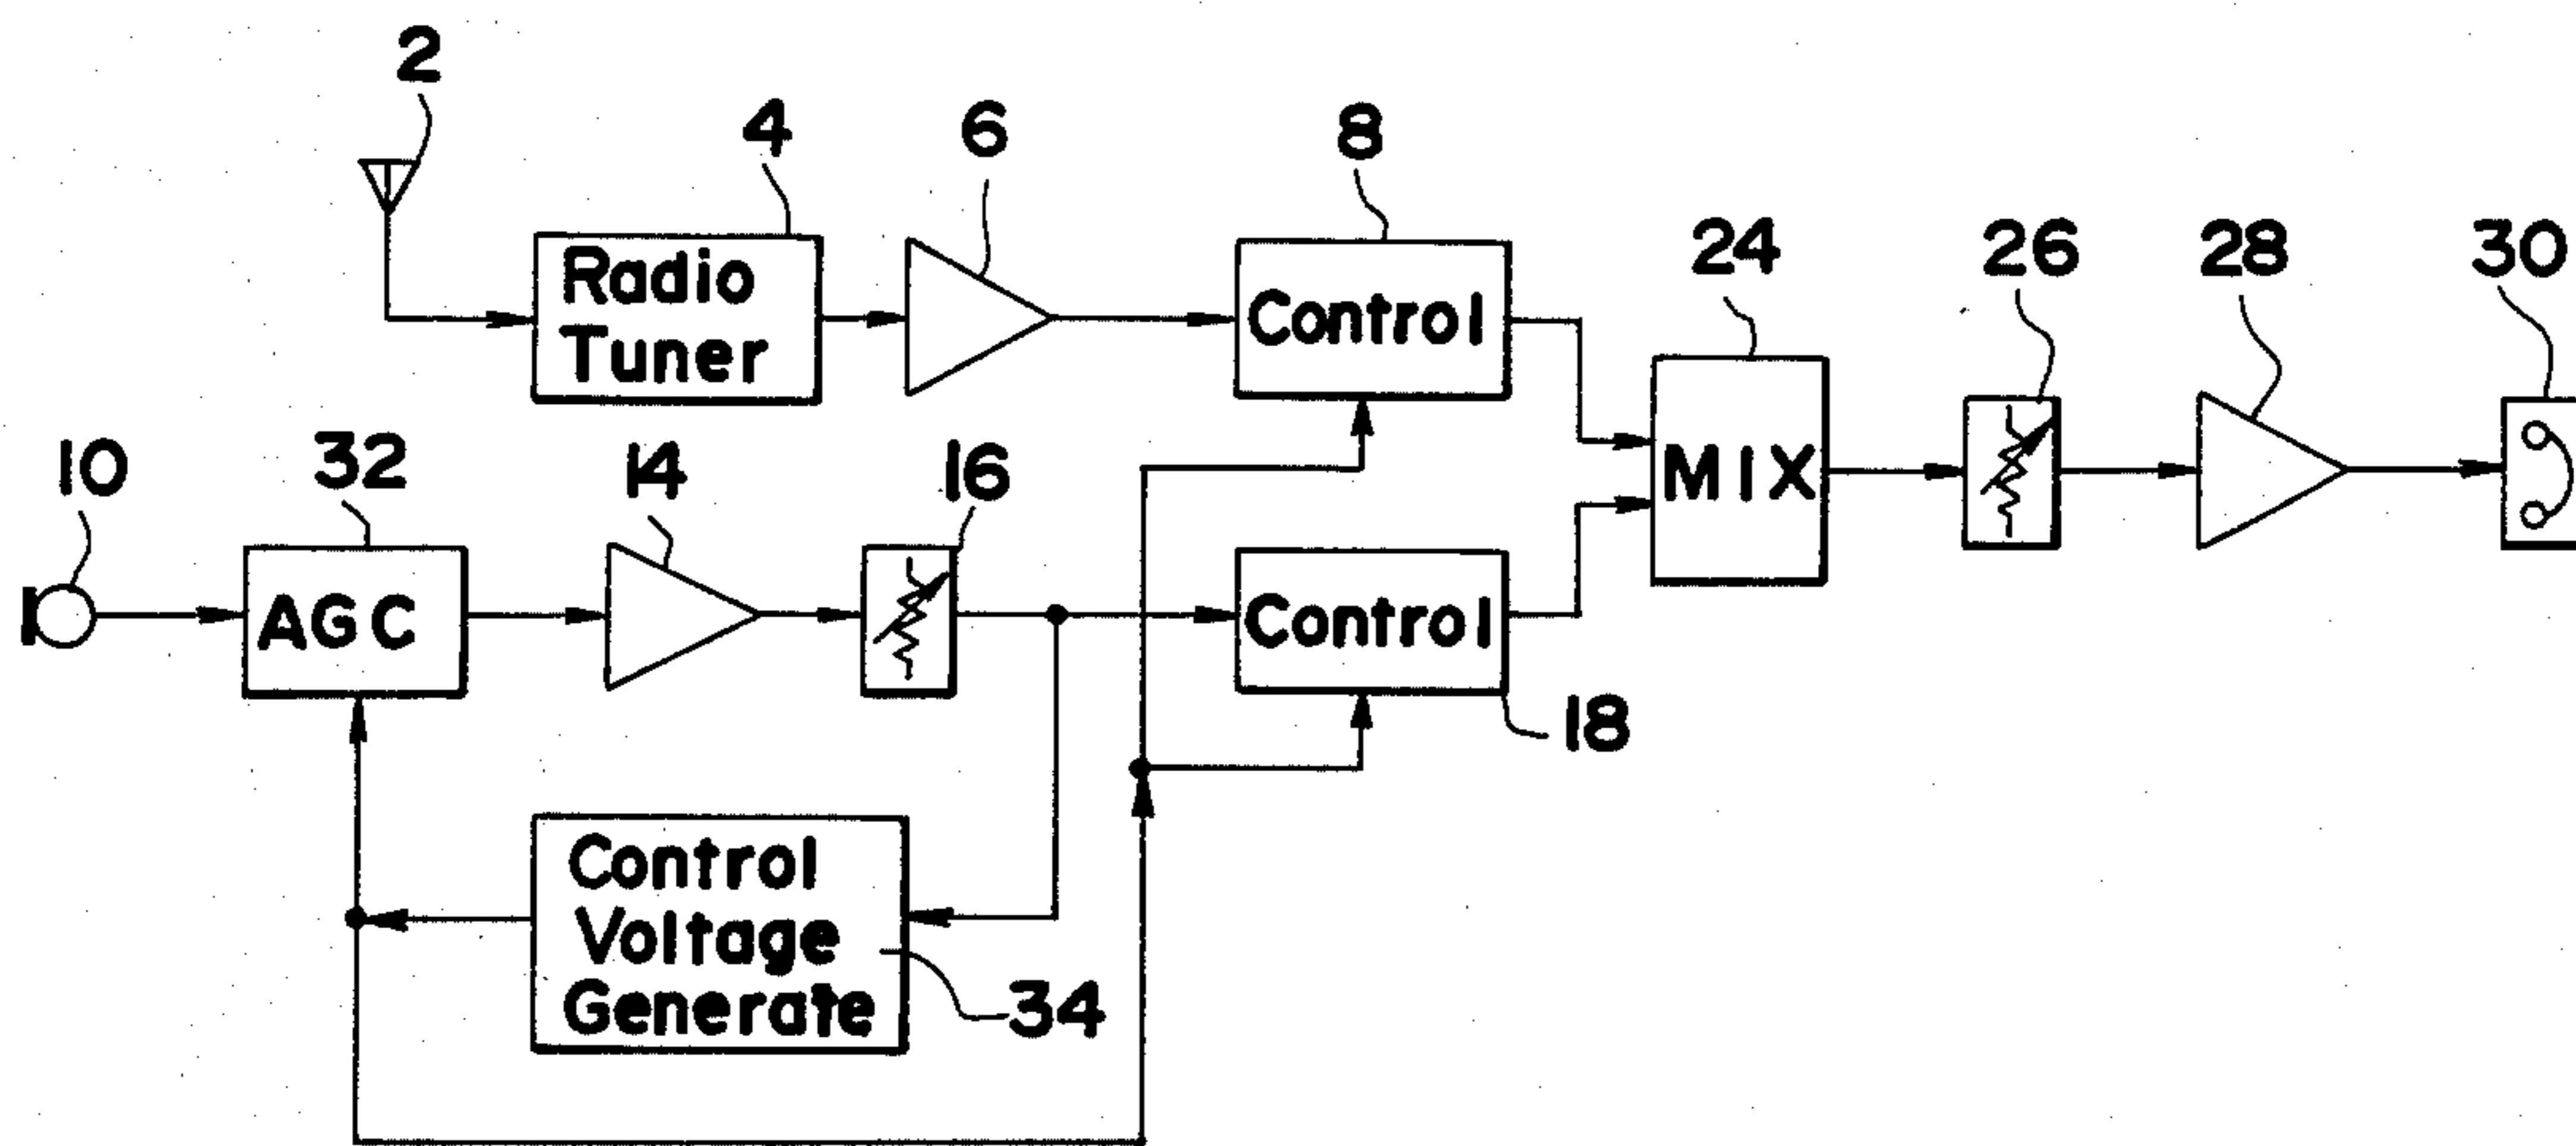 2
4
6
8
Radio
Tuner
Control
24
26
28
30
MIX
10
32
14
16
AGC
Control
18
Control
Voltage
Generate
34